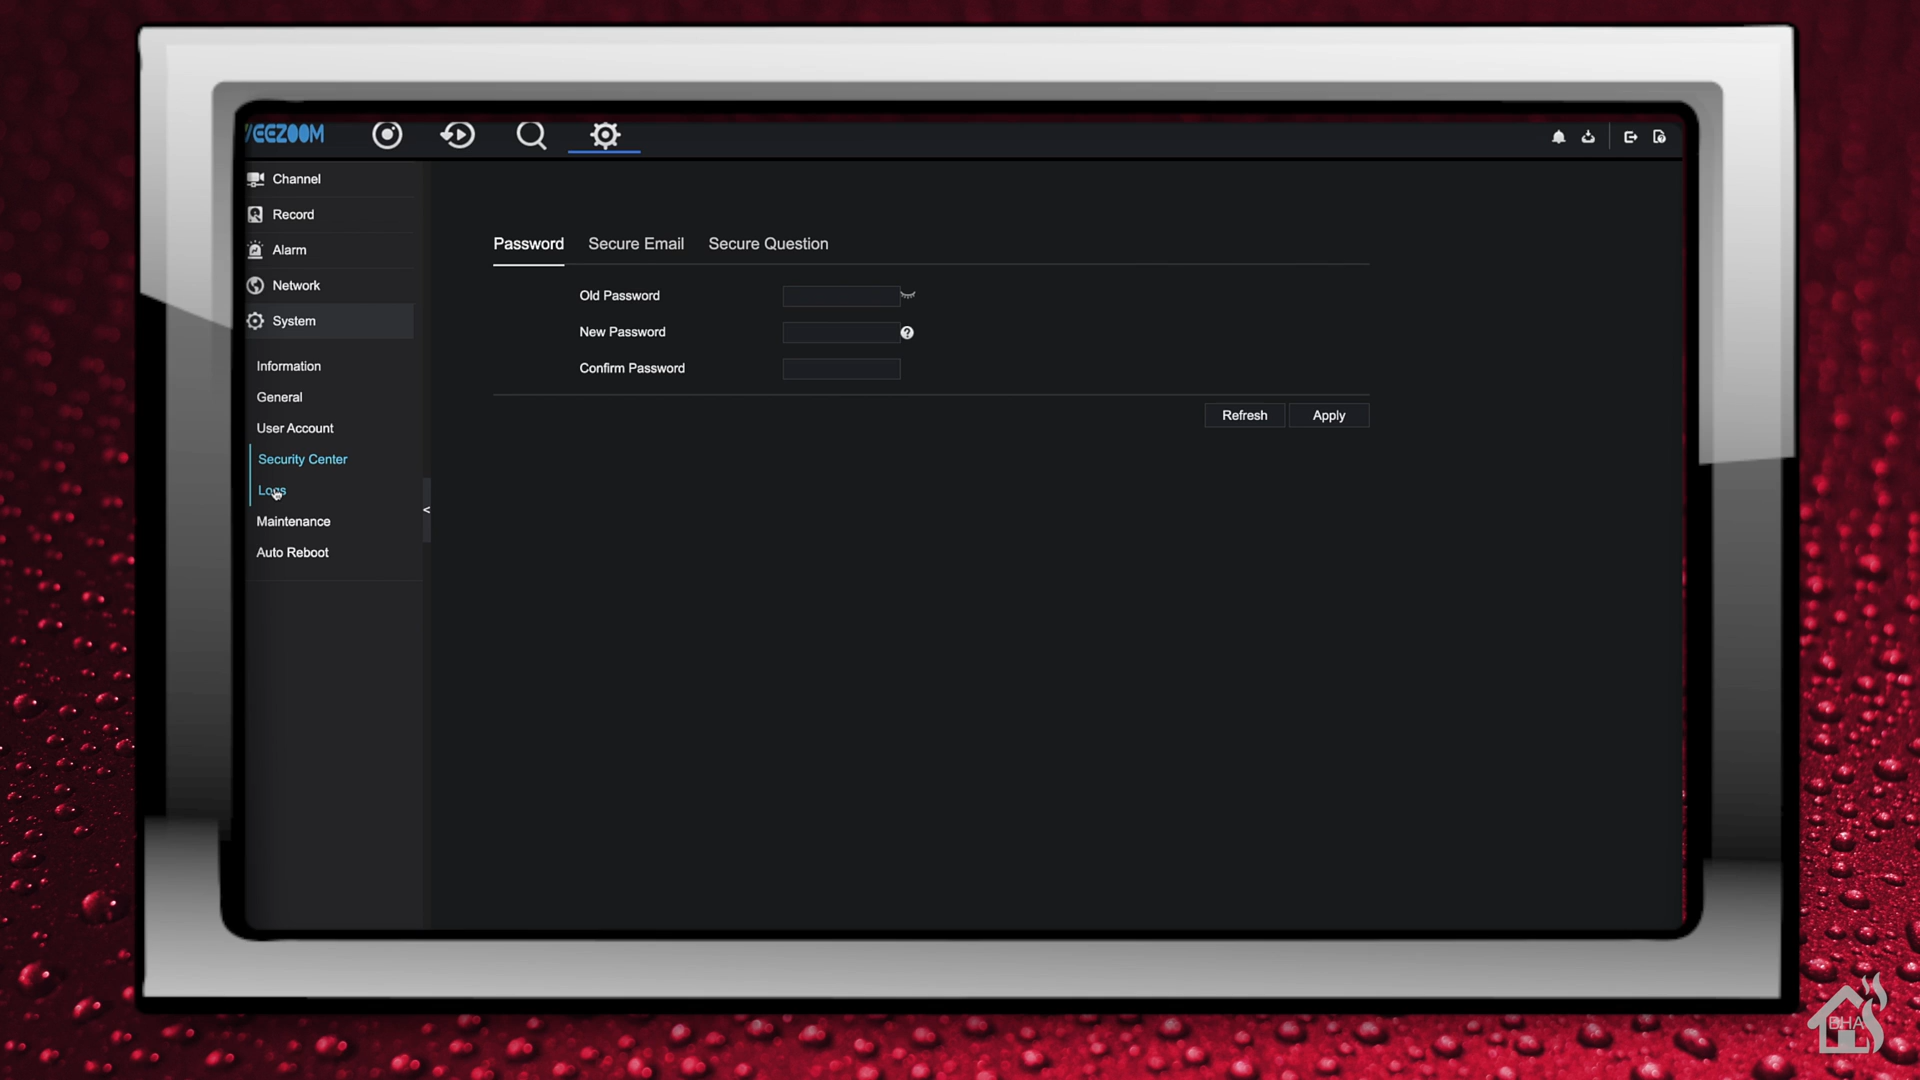 VEEZOOM
Channel
Record
Alarm
Network
System
Information
General
User Account
Security Center
Logs
Maintenance
Auto Reboot
<
Password Secure Email Secure Question
Old Password
New Password
Confirm Password
Refresh Apply
DHA